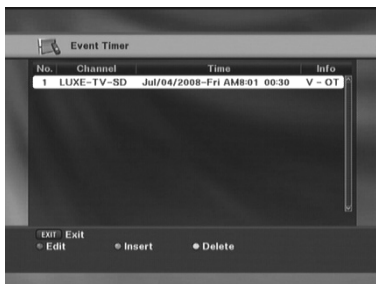 Event Timer
No. Channel Time Info
1 LUXE-TV-SD Jul/04/2008-Fri AM8:01 00:30 V - OT
EXIT Exit
Edit Insert Delete